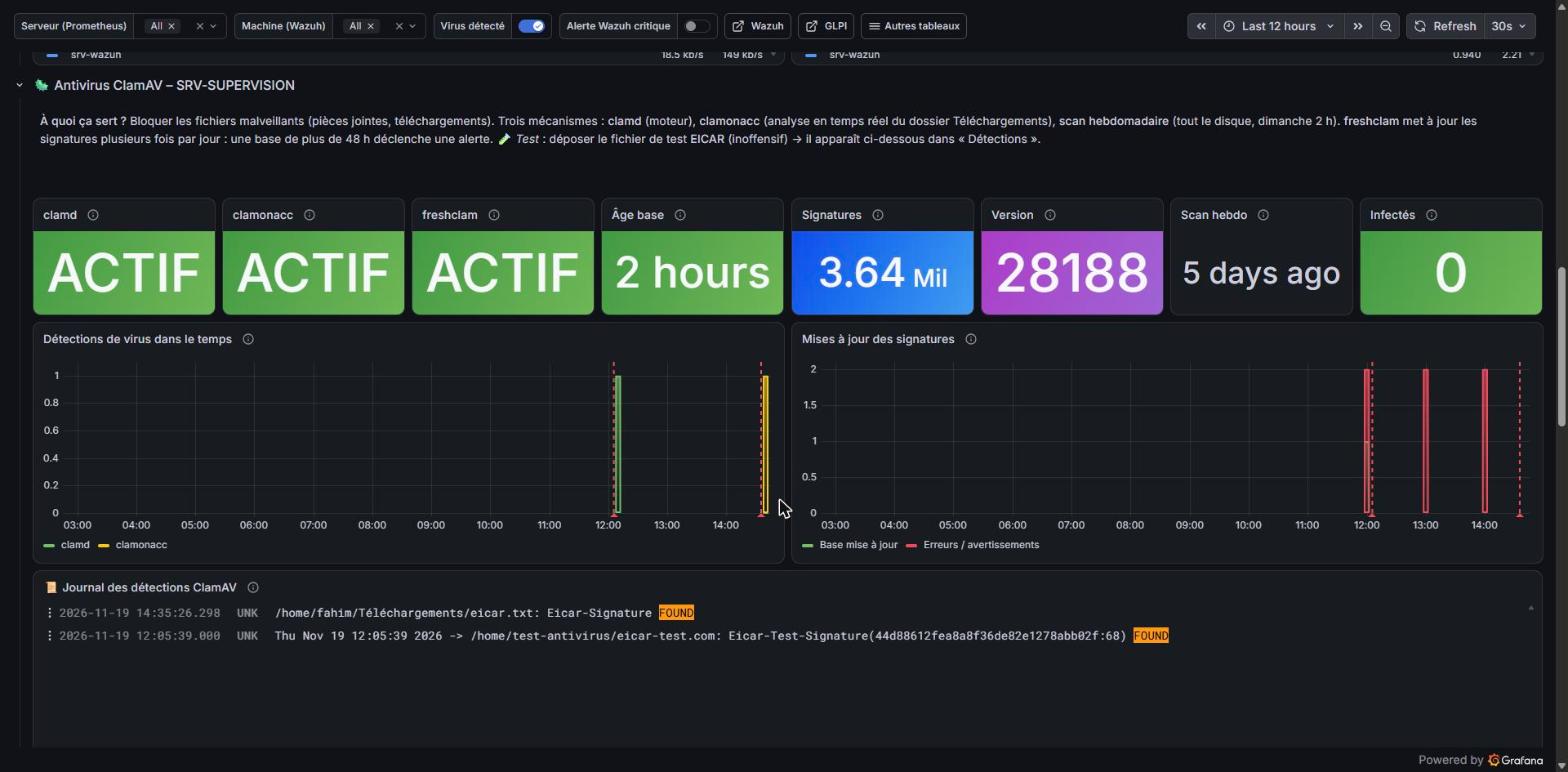 Serveur (Prometheus) All × × Machine (Wazuh) All × × Virus détecté Alerte Wazuh critique Wazuh GLPI Autres tableaux Last 12 hours Refresh 30s
srv-wazuh 18.5 kb/s 149 kb/s srv-wazuh 0.940 2.21
Antivirus ClamAV – SRV-SUPERVISION
À quoi ça sert ? Bloquer les fichiers malveillants (pièces jointes, téléchargements). Trois mécanismes : clamd (moteur), clamonacc (analyse en temps réel du dossier Téléchargements), scan hebdomadaire (tout le disque, dimanche 2 h). freshclam met à jour les
signatures plusieurs fois par jour : une base de plus de 48 h déclenche une alerte. Test : déposer le fichier de test EICAR (inoffensif) → il apparaît ci-dessous dans « Détections ».
clamd clamonacc freshclam Âge base Signatures Version Scan hebdo Infectés
ACTIF ACTIF ACTIF 2 hours 3.64 Mil 28188 5 days ago 0
Détections de virus dans le temps
1
0.8
0.6
0.4
0.2
0
03:00 04:00 05:00 06:00 07:00 08:00 09:00 10:00 11:00 12:00 13:00 14:00
clamd clamonacc
Mises à jour des signatures
2
1.5
1
0.5
0
03:00 04:00 05:00 06:00 07:00 08:00 09:00 10:00 11:00 12:00 13:00 14:00
Base mise à jour Erreurs / avertissements
Journal des détections ClamAV
2026-11-19 14:35:26.298 UNK /home/fahim/Téléchargements/eicar.txt: Eicar-Signature FOUND
2026-11-19 12:05:39.000 UNK Thu Nov 19 12:05:39 2026 -> /home/test-antivirus/eicar-test.com: Eicar-Test-Signature(44d88612fea8a8f36de82e1278abb02f:68) FOUND
Powered by Grafana